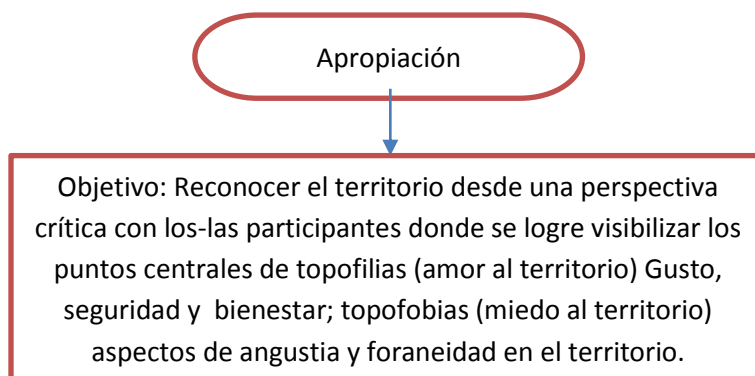 Apropiación
Objetivo: Reconocer el territorio desde una perspectiva
crítica con los-las participantes donde se logre visibilizar los
puntos centrales de topofilias (amor al territorio) Gusto,
seguridad y  bienestar; topofobias (miedo al territorio)
aspectos de angustia y foraneidad en el territorio.